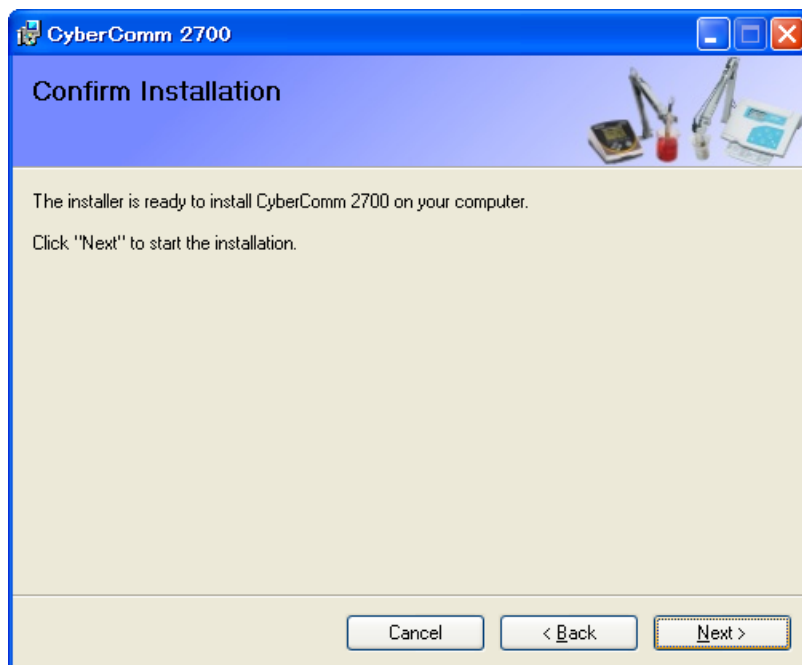 CyberComm 2700
Confirm Installation
The installer is ready to install CyberComm 2700 on your computer.
Click "Next" to start the installation.
Cancel
< Back
Next >